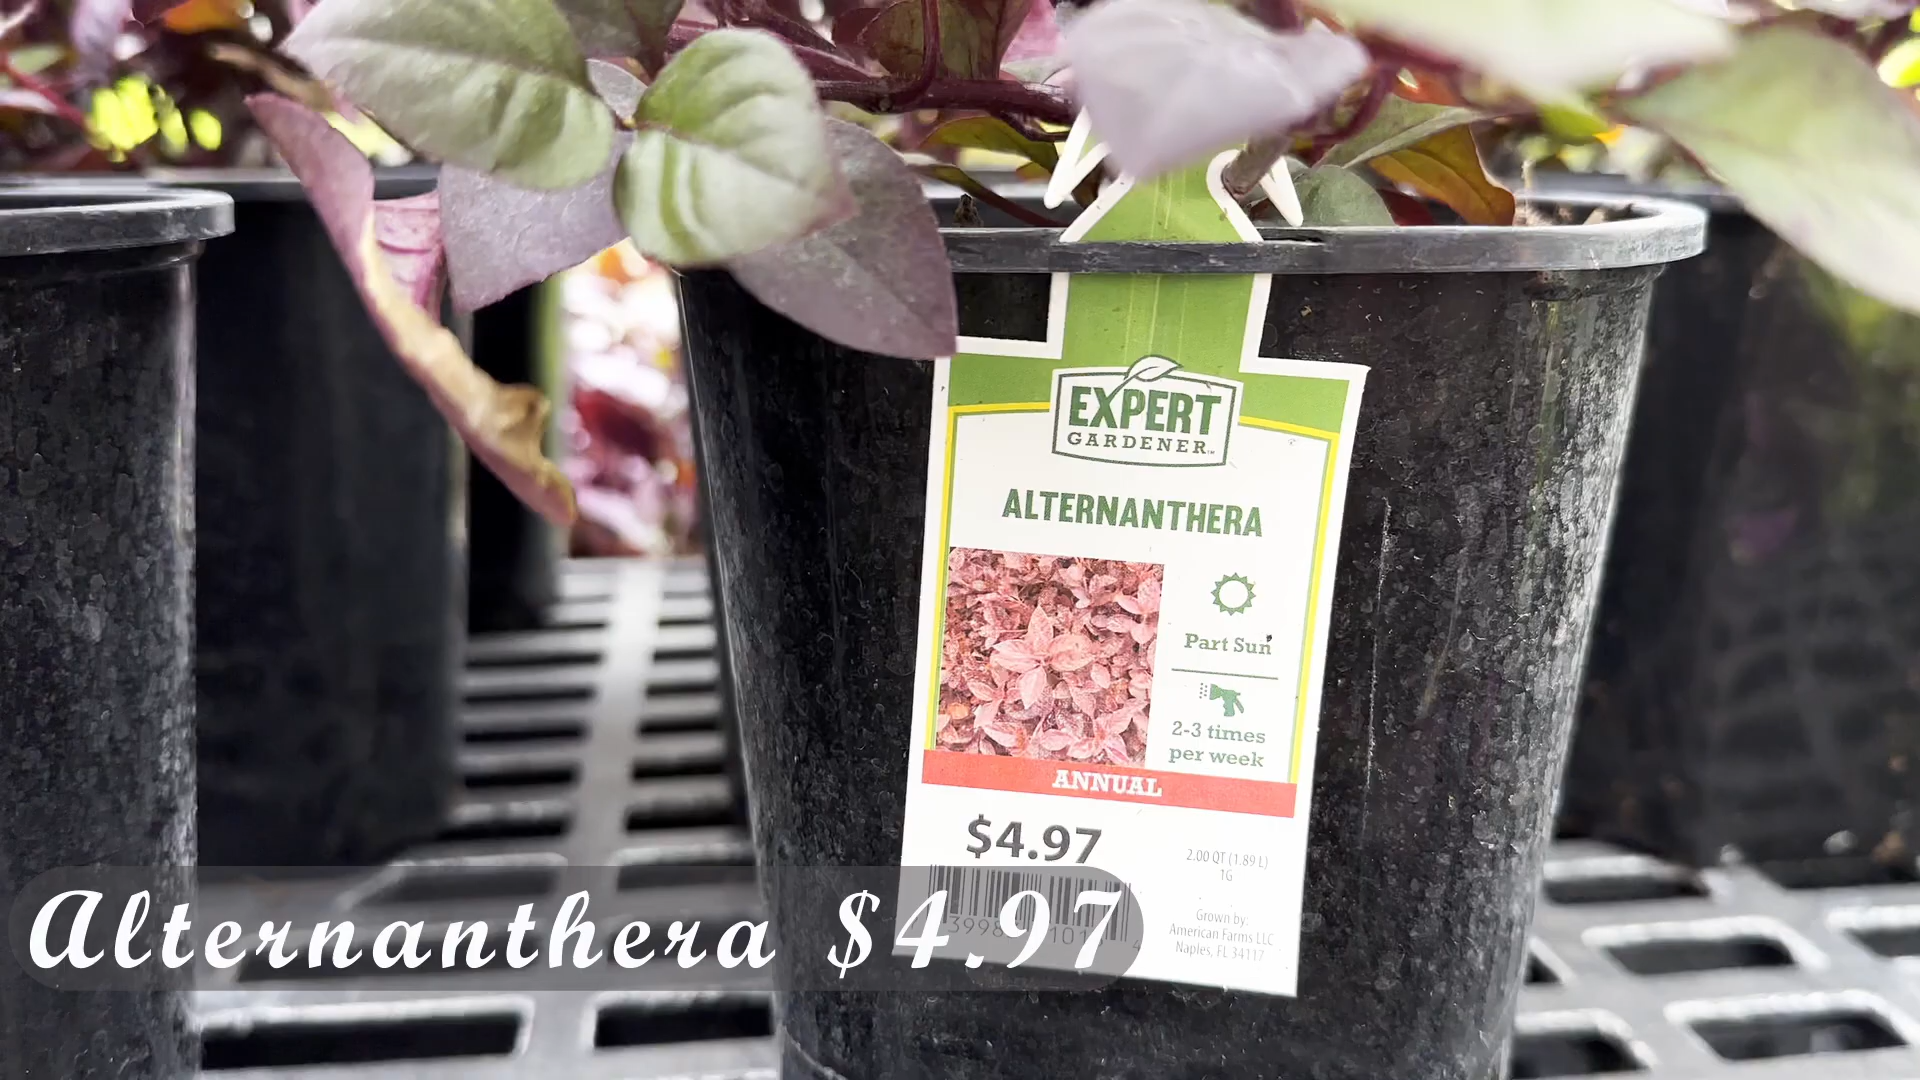 EXPERT
GARDENER™
ALTERNANTHERA
Part Sun
2-3 times
per week
ANNUAL
$4.97
2.00 QT (1.89 L)
1G
Grown by:
American Farms LLC
Naples, FL 34117
Alternanthera $4.97